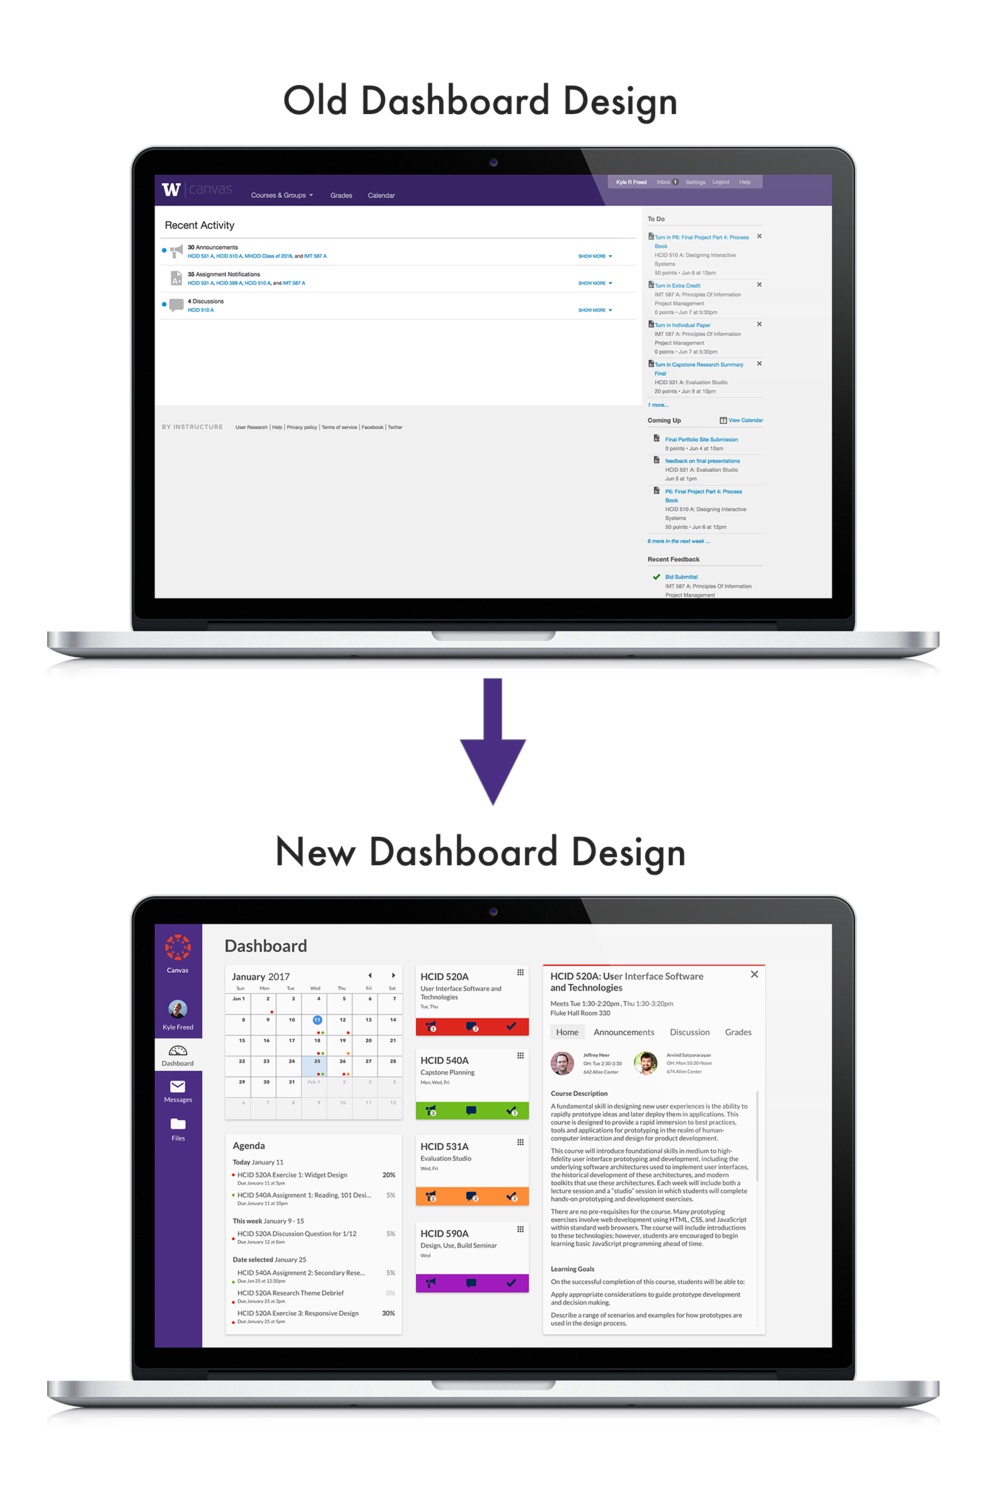 Old Dashboard Design
W canvas
Courses & Groups
Grades
Calendar
Kyle R Freed
Inbox 1
Settings
Logout
Help
Recent Activity
30 Announcements
HCID 531 A, HCID 510 A, MHCID Class of 2016, and IMT 587 A
SHOW MORE
35 Assignment Notifications
HCID 531 A, HCID 598 A, HCID 510 A, and IMT 587 A
SHOW MORE
4 Discussions
HCID 510 A
SHOW MORE
BY INSTRUCTURE
User Research | Help | Privacy policy | Terms of service | Facebook | Twitter
To Do
Turn in P6: Final Project Part 4: Process
Book
HCID 510 A: Designing Interactive
Systems
50 points • Jun 6 at 12pm
Turn in Extra Credit
IMT 587 A: Principles Of Information
Project Management
0 points • Jun 7 at 5:30pm
Turn in Individual Paper
IMT 587 A: Principles Of Information
Project Management
0 points • Jun 7 at 5:30pm
Turn in Capstone Research Summary
Final
HCID 531 A: Evaluation Studio
20 points • Jun 9 at 10pm
1 more...
Coming Up
View Calendar
Final Portfolio Site Submission
0 points • Jun 4 at 10am
feedback on final presentations
HCID 531 A: Evaluation Studio
Jun 5 at 1pm
P6: Final Project Part 4: Process
Book
HCID 510 A: Designing Interactive
Systems
50 points • Jun 6 at 12pm
6 more in the next week ...
Recent Feedback
Bid Submittal
IMT 587 A: Principles Of Information
Project Management
New Dashboard Design
Canvas
Kyle Freed
Dashboard
Messages
Files
Dashboard
January 2017
Sun Mon Tue Wed Thu Fri Sat
Jan 1 2 3 4 5 6 7
8 9 10 11 12 13 14
15 16 17 18 19 20 21
22 23 24 25 26 27 28
29 30 31 Feb 1 2 3 4
6 7 8 9 10 11 12
Agenda
Today January 11
HCID 520A Exercise 1: Widget Design 20%
Due January 11 at 5pm
HCID 540A Assignment 1: Reading, 101 Desi... 5%
Due January 11 at 10pm
This week January 9 - 15
HCID 520A Discussion Question for 1/12 5%
Due January 12 at 8am
Date selected January 25
HCID 540A Assignment 2: Secondary Rese... 5%
Due Jan 25 at 12:30pm
HCID 520A Research Theme Debrief 0%
Due January 25 at 5pm
HCID 520A Exercise 3: Responsive Design 30%
Due January 25 at 5pm
HCID 520A
User Interface Software and
Technologies
Tue, Thu
HCID 540A
Capstone Planning
Mon, Wed, Fri
HCID 531A
Evaluation Studio
Wed, Fri
HCID 590A
Design, Use, Build Seminar
Wed
HCID 520A: User Interface Software
and Technologies
Meets Tue 1:30-2:20pm , Thu 1:30-3:20pm
Fluke Hall Room 330
Home
Announcements
Discussion
Grades
Jeffrey Heer
OH: Tue 2:30-3:30
642 Allen Center
Arvind Satyanarayan
OH: Mon 10:30-Noon
674 Allen Center
Course Description
A fundamental skill in designing new user experiences is the ability to
rapidly prototype ideas and later deploy them in applications. This
course is designed to provide a rapid immersion to best practices,
tools and applications for prototyping in the realm of human-
computer interaction and design for product development.
This course will introduce foundational skills in medium to high-
fidelity user interface prototyping and development, including the
underlying software architectures used to implement user interfaces,
the historical development of these architectures, and modern
toolkits that use these architectures. Each week will include both a
lecture session and a "studio" session in which students will complete
hands-on prototyping and development exercises.
There are no pre-requisites for the course. Many prototyping
exercises involve web development using HTML, CSS, and JavaScript
within standard web browsers. The course will include introductions
to these technologies; however, students are encouraged to begin
learning basic JavaScript programming ahead of time.
Learning Goals
On the successful completion of this course, students will be able to:
Apply appropriate considerations to guide prototype development
and decision making.
Describe a range of scenarios and examples for how prototypes are
used in the design process.